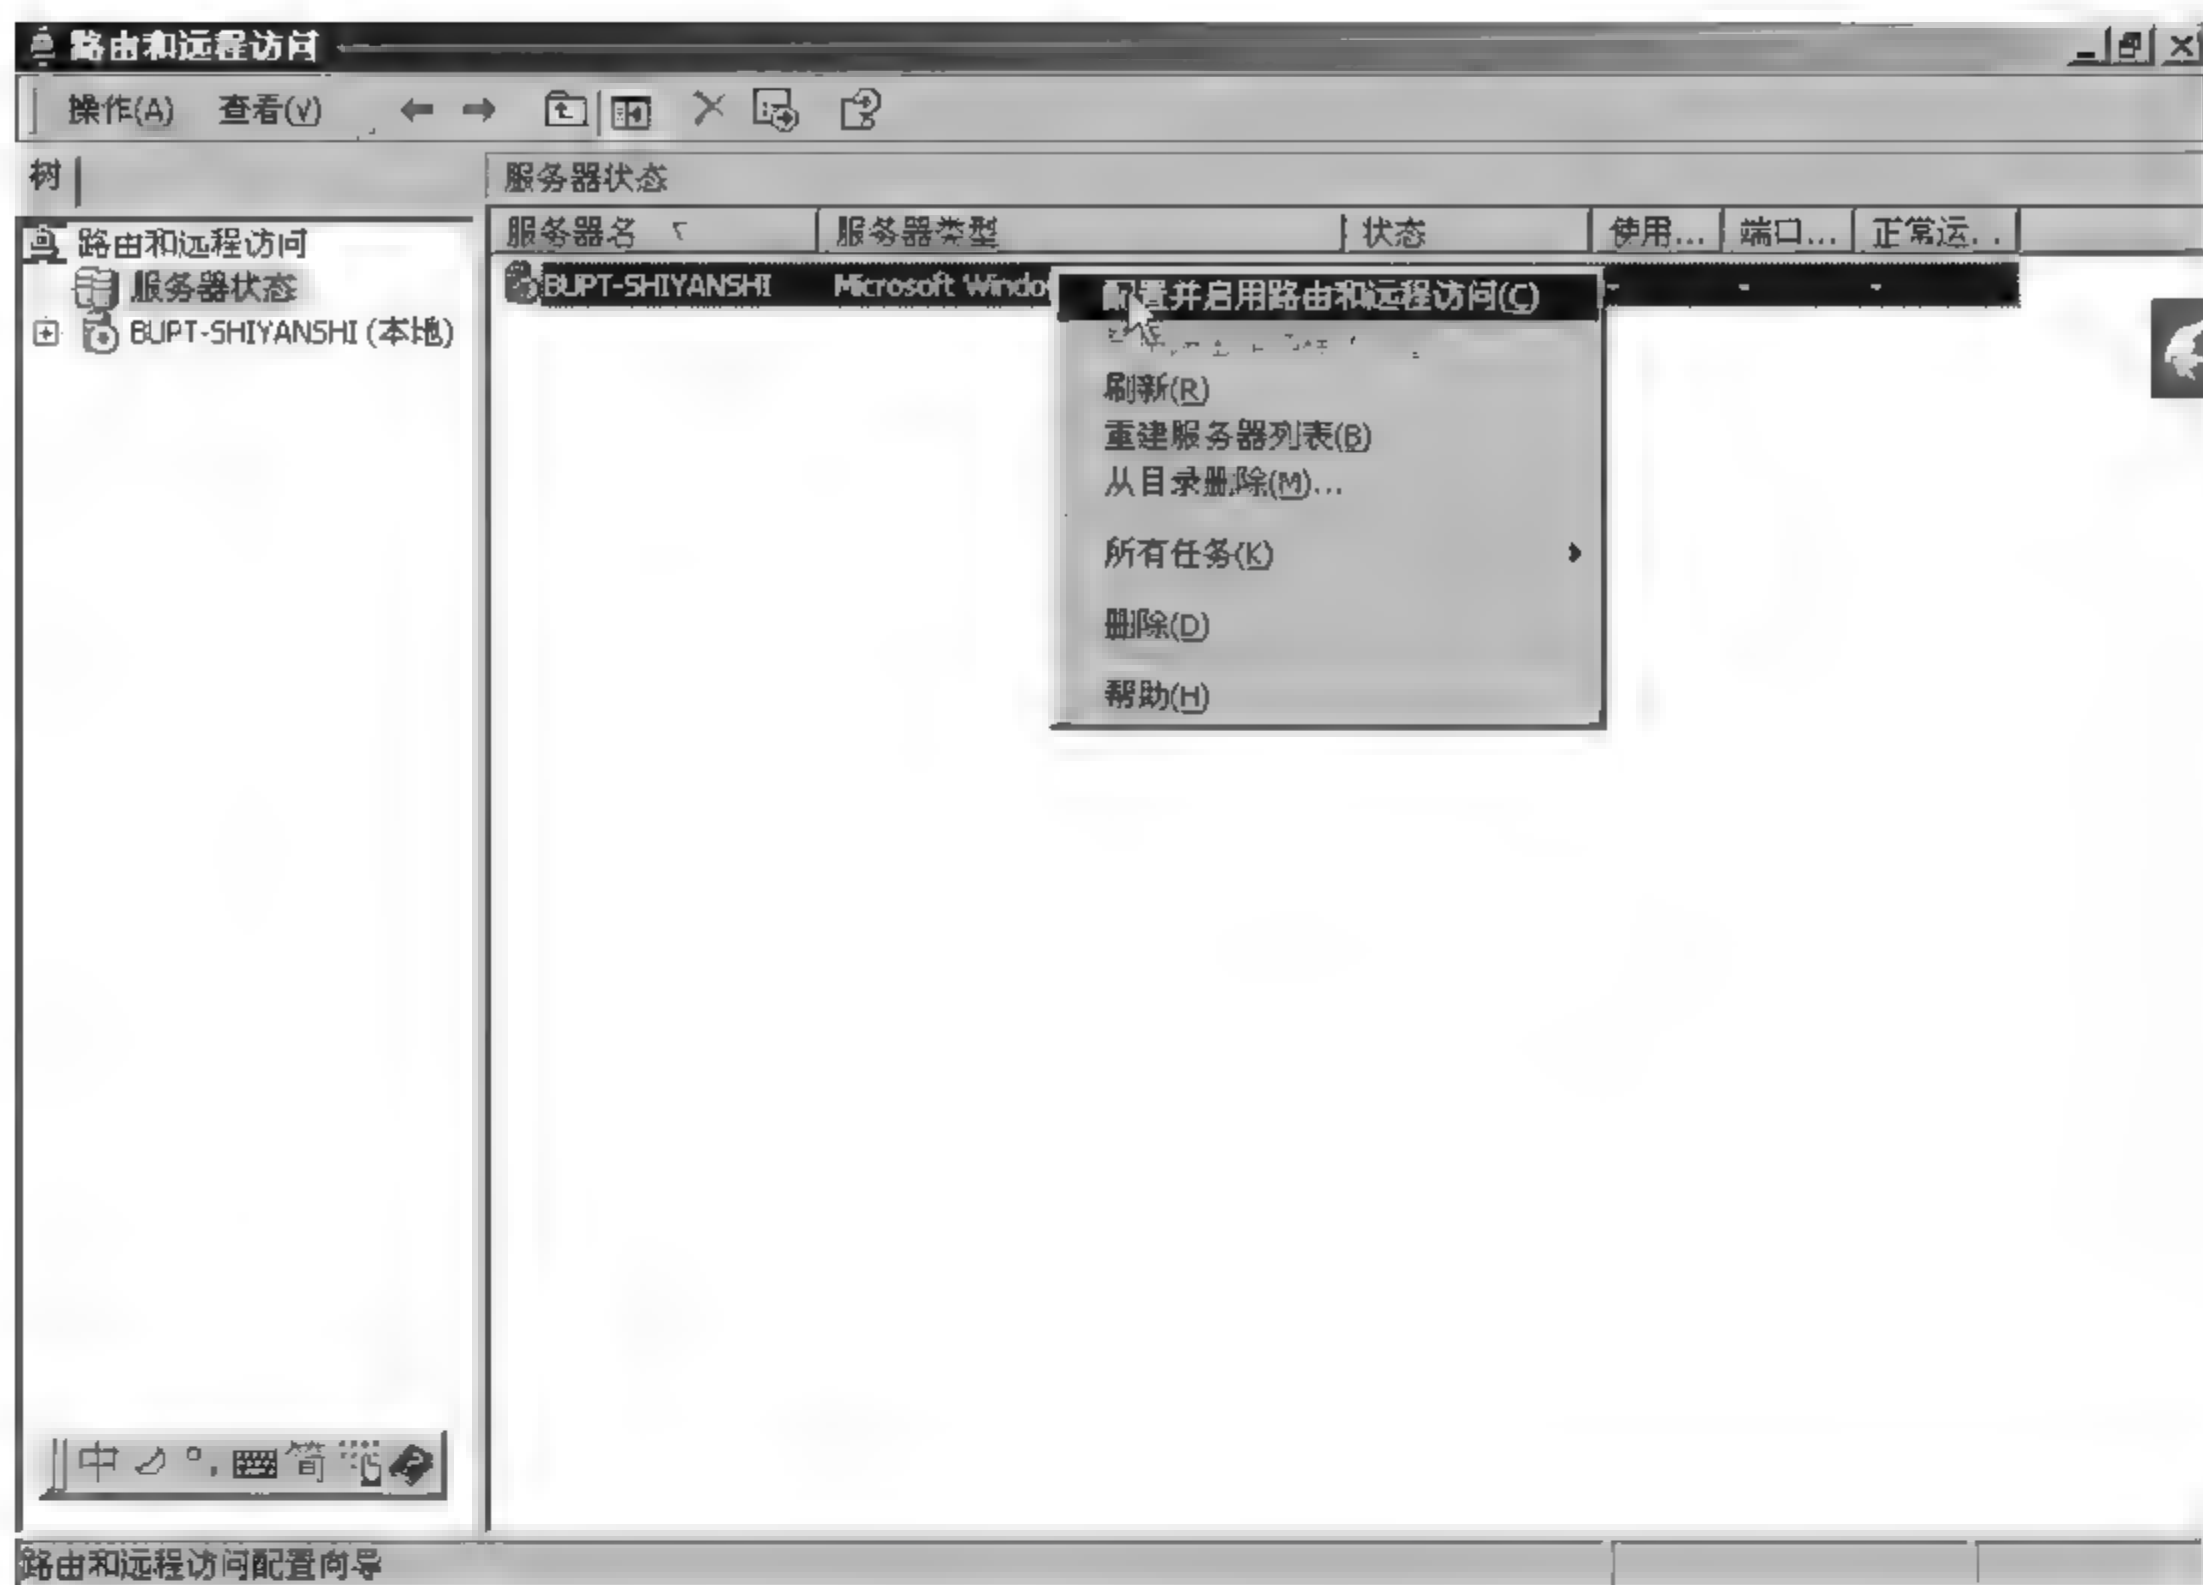 路由和远程访问
操作(A) 查看(V)
树
服务器状态
服务器名 服务器类型 状态 使用... 端口... 正常运...
路由和远程访问
服务器状态
BUPT-SHIYANSHI (本地)
BUPT-SHIYANSHI Microsoft Windo
配置并启用路由和远程访问(C)
刷新(R)
重建服务器列表(B)
从目录删除(M)...
所有任务(K)
删除(D)
帮助(H)
中 简
路由和远程访问配置向导